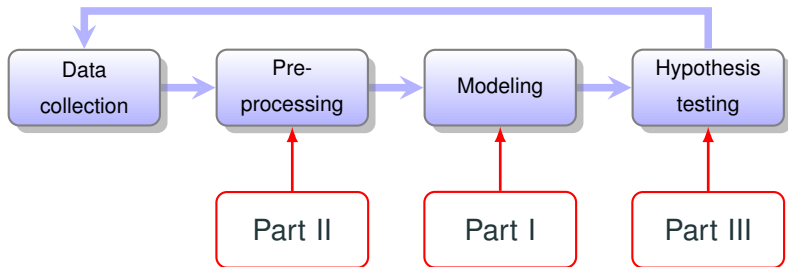 Data
collection
Pre-
processing
Modeling
Hypothesis
testing
Part II
Part I
Part III